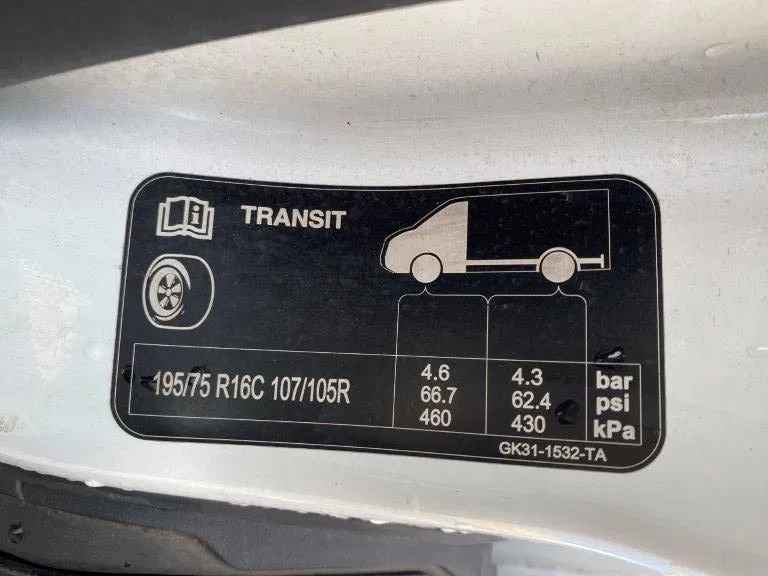 TRANSIT
195/75 R16C 107/105R 4.6 4.3 bar
66.7 62.4 psi
460 430 kPa
GK31-1532-TA